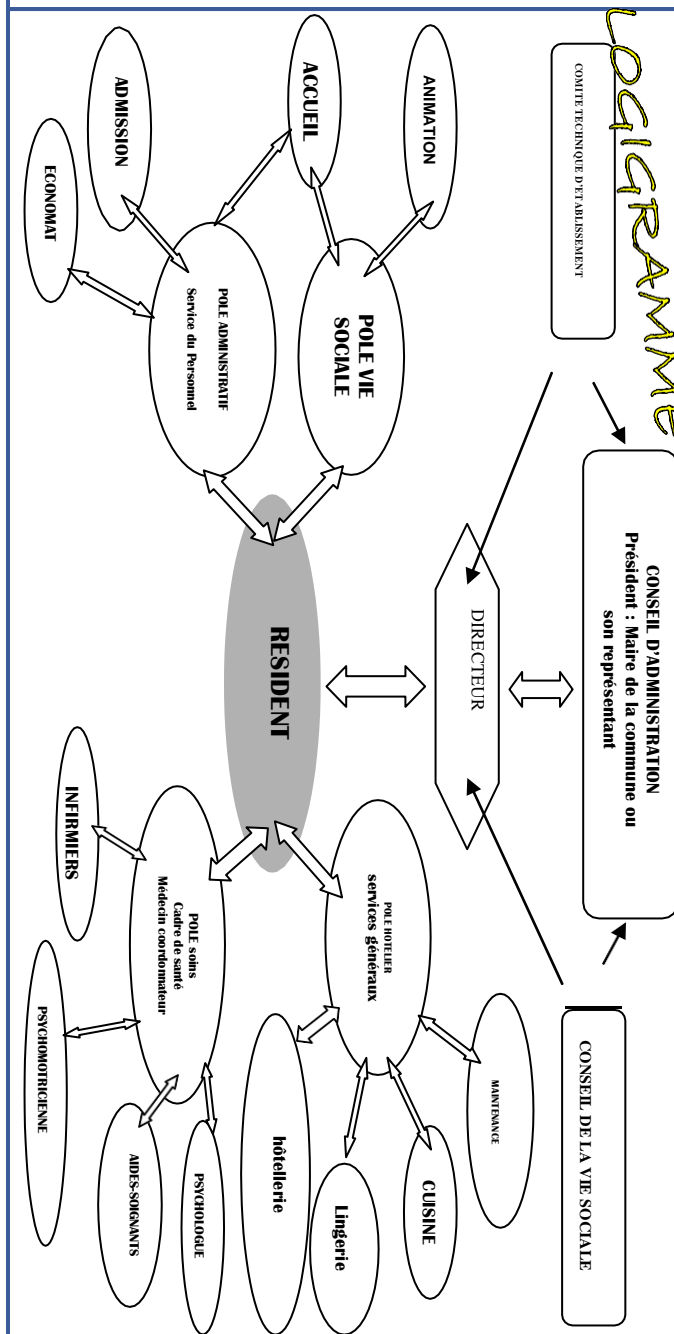 LOGIGRAMME
COMITE TECHNIQUE D'ETABLISSEMENT
CONSEIL D'ADMINISTRATION
Président : Maire de la commune ou
son représentant
CONSEIL DE LA VIE SOCIALE
DIRECTEUR
ANIMATION
ACCUEIL
ADMISSION
ECONOMAT
POLE VIE
SOCIALE
POLE ADMINISTRATIF
Service du Personnel
RESIDENT
POLE HOTELIER
services généraux
MAINTENANCE
CUISINE
Lingerie
hôtellerie
POLE soins
Cadre de santé
Médecin coordonnateur
PSYCHOLOGUE
AIDES-SOIGNANTS
PSYCHOMOTRICIENNE
INFIRMIERS